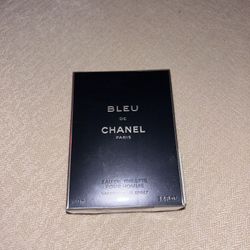 BLEU
DE
CHANEL
PARIS
EAU DE TOILETTE
POUR HOMME